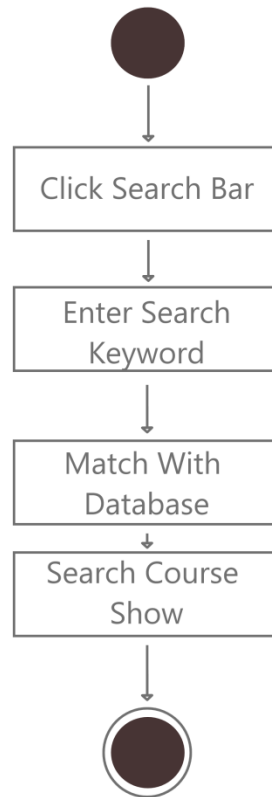 Click Search Bar
Enter Search
Keyword
Match With
Database
Search Course
Show